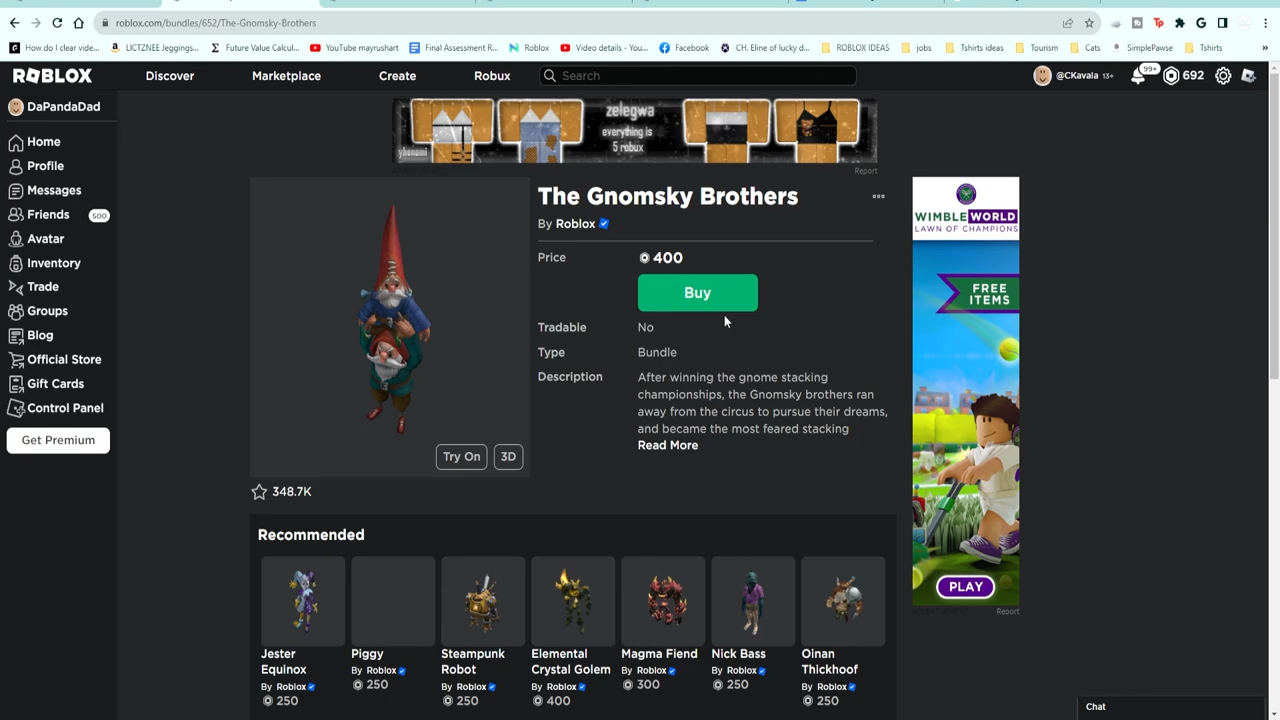 roblox.com/bundles/652/The-Gnomsky-Brothers
How do I clear vide...
LICTZNEE Jeggings...
Future Value Calcul...
YouTube mayrushart
Final Assessment R...
Roblox
Video details - You...
Facebook
CH. Eline of lucky d...
ROBLOX IDEAS
jobs
Tshirts ideas
Tourism
Cats
SimplePawse
Tshirts
»
ROBLOX
Discover
Marketplace
Create
Robux
Search
@CKavala 13+
99+
692
DaPandaDad
Home
Profile
Messages
Friends
500
Avatar
Inventory
Trade
Groups
Blog
Official Store
Gift Cards
Control Panel
Get Premium
zelegwa
everything is
5 robux
Report
The Gnomsky Brothers
By Roblox
Price
400
Buy
Tradable
No
Type
Bundle
Description
After winning the gnome stacking
championships, the Gnomsky brothers ran
away from the circus to pursue their dreams,
and became the most feared stacking
Read More
Try On
3D
348.7K
WIMBLEWORLD
LAWN OF CHAMPIONS
FREE
ITEMS
PLAY
Report
Recommended
Jester
Equinox
By Roblox
250
Piggy
By Roblox
250
Steampunk
Robot
By Roblox
250
Elemental
Crystal Golem
By Roblox
400
Magma Fiend
By Roblox
300
Nick Bass
By Roblox
250
Oinan
Thickhoof
By Roblox
250
Chat